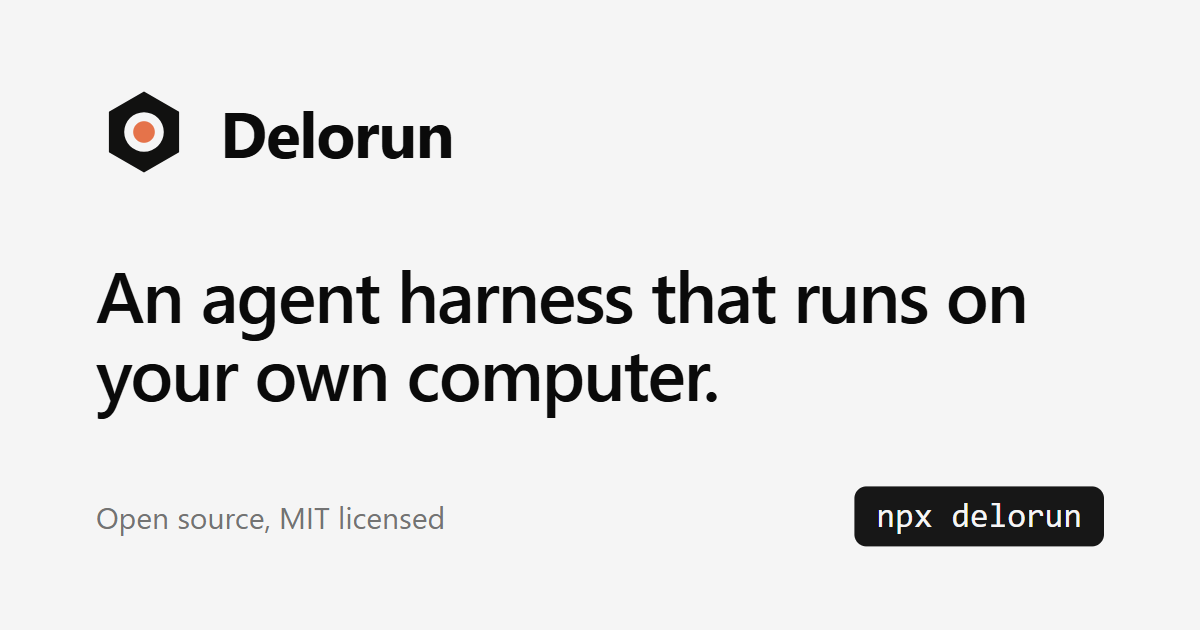 Delorun
An agent harness that runs on
your own computer.
Open source, MIT licensed
npx delorun